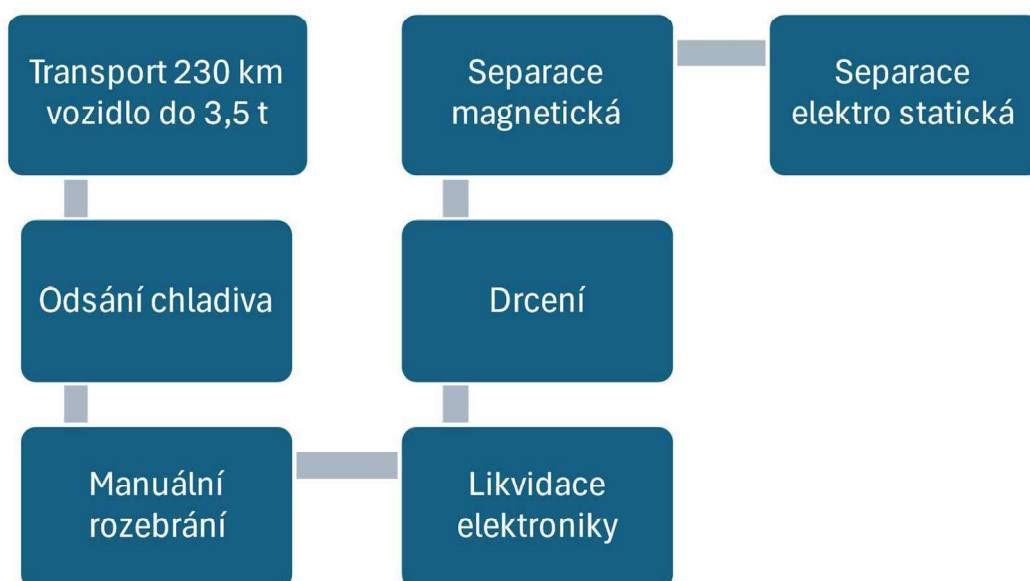 Transport 230 km
vozidlo do 3,5 t
Odsání chladiva
Manuální
rozebrání
Likvidace
elektroniky
Drcení
Separace
magnetická
Separace
elektro statická